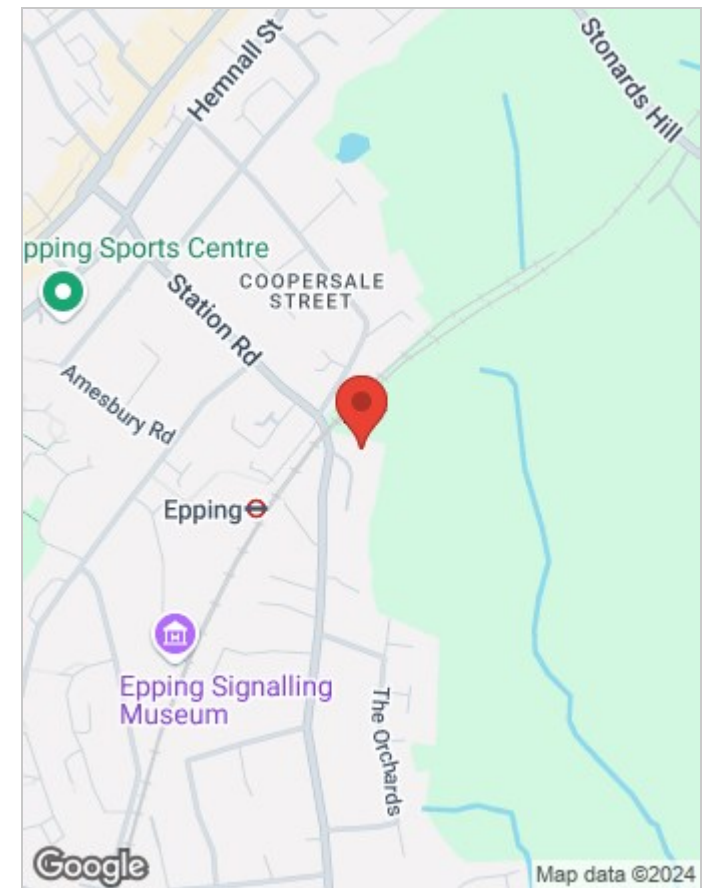 Hemnall St
Stonards Hill
pping Sports Centre
COOPERSALE
STREET
Station Rd
Amesbury Rd
Epping
Epping Signalling
Museum
The Orchards
Google
Map data ©2024